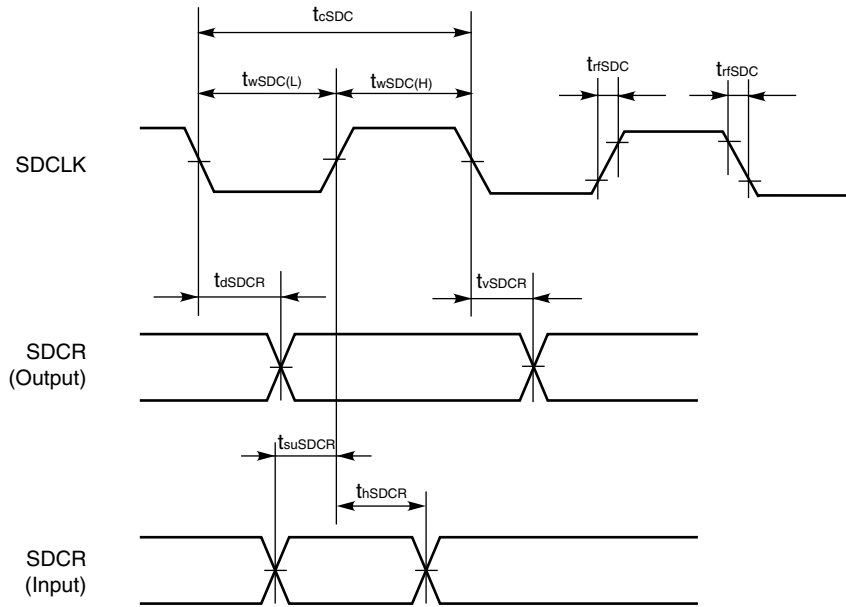 tcSDC
twSDC(L) twSDC(H) trfSDC trfSDC
SDCLK
tdSDCR tvSDCR
SDCR
(Output)
tsuSDCR
thSDCR
SDCR
(Input)